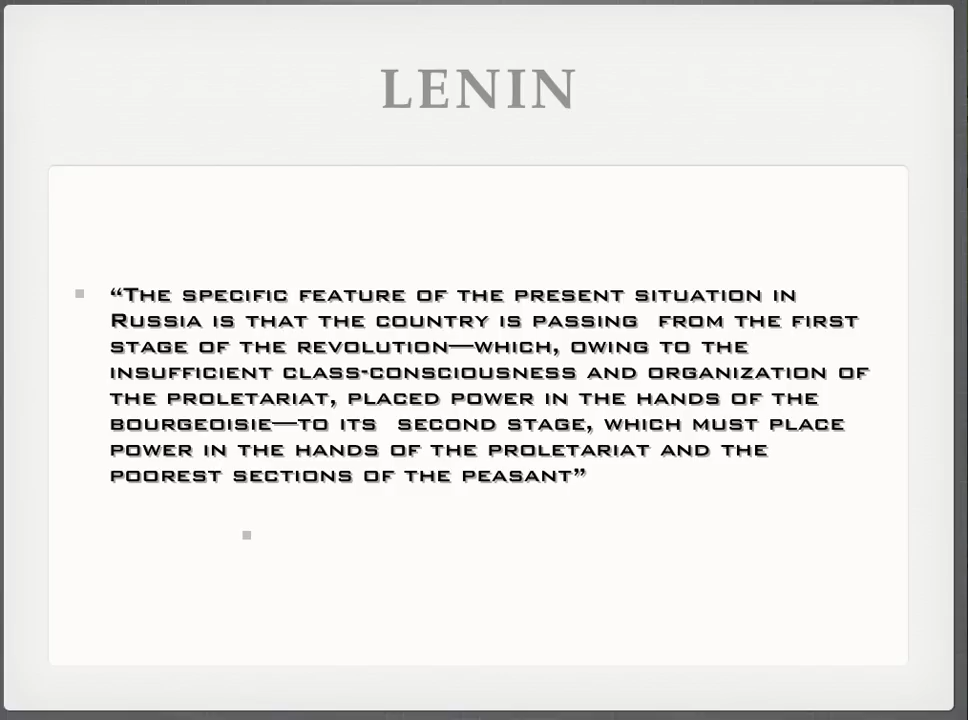 LENIN
“The specific feature of the present situation in
Russia is that the country is passing  from the first
stage of the revolution—which, owing to the
insufficient class-consciousness and organization of
the proletariat, placed power in the hands of the
bourgeoisie—to its  second stage, which must place
power in the hands of the proletariat and the
poorest sections of the peasant”